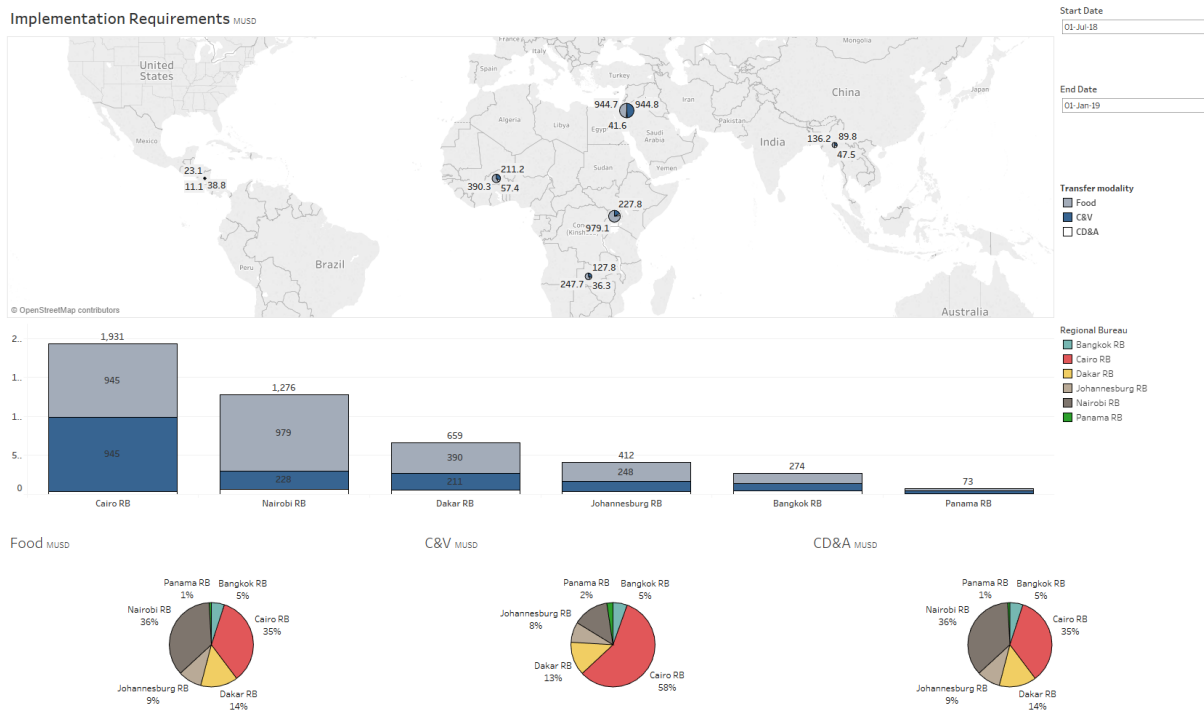 Implementation Requirements MUSD
Start Date
01-Jul-18
End Date
01-Jan-19
Transfer modality
Food
C&V
CD&A
United
States
Mexico
Peru
Brazil
France
Spain
Italy
Turkey
Algeria
Libya
Egypt
Saudi
Arabia
Iran
Sudan
Yemen
Pakistan
India
China
Mongolia
Japan
Australia
944.7
944.8
41.6
136.2
89.8
47.5
23.1
11.1
38.8
211.2
390.3
57.4
227.8
979.1
127.8
247.7
36.3
© OpenStreetMap contributors
Regional Bureau
Bangkok RB
Cairo RB
Dakar RB
Johannesburg RB
Nairobi RB
Panama RB
2..
1..
1..
5..
0
1,931
945
945
1,276
979
228
659
390
211
412
248
274
73
Cairo RB
Nairobi RB
Dakar RB
Johannesburg RB
Bangkok RB
Panama RB
Food MUSD
Panama RB
1%
Bangkok RB
5%
Nairobi RB
36%
Cairo RB
35%
Johannesburg RB
9%
Dakar RB
14%
C&V MUSD
Panama RB
2%
Bangkok RB
5%
Johannesburg RB
8%
Dakar RB
13%
Cairo RB
58%
CD&A MUSD
Panama RB
1%
Bangkok RB
5%
Nairobi RB
36%
Cairo RB
35%
Johannesburg RB
9%
Dakar RB
14%